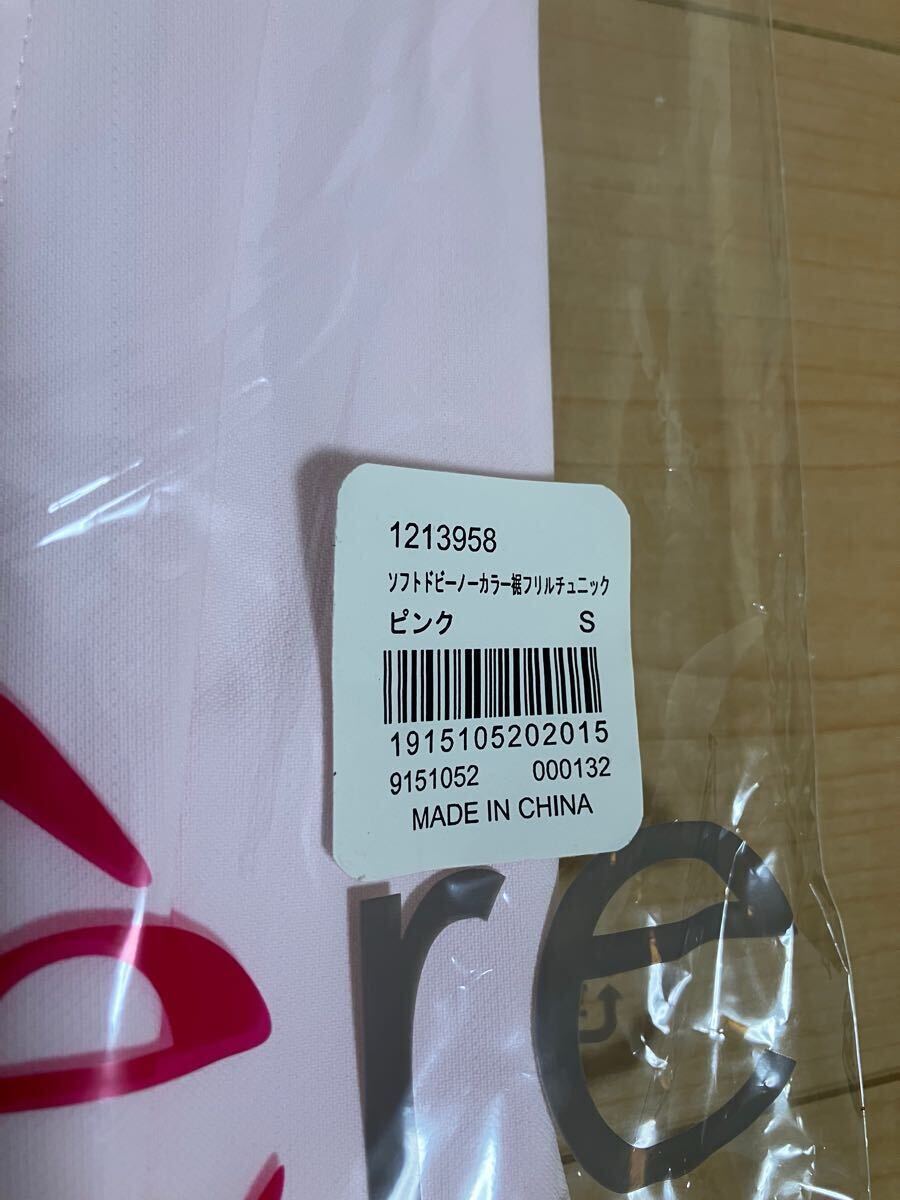 1213958
ソフトドビーノーカラー裾フリルチュニック
ピンク S
1915105202015
9151052 000132
MADE IN CHINA
re